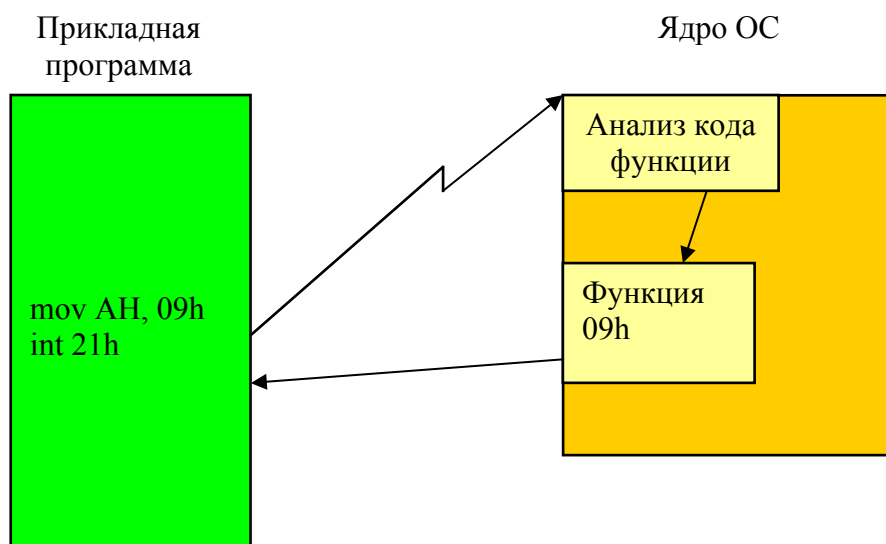 Прикладная
программа
Ядро ОС
Анализ кода
функции
mov AH, 09h
int 21h
Функция
09h